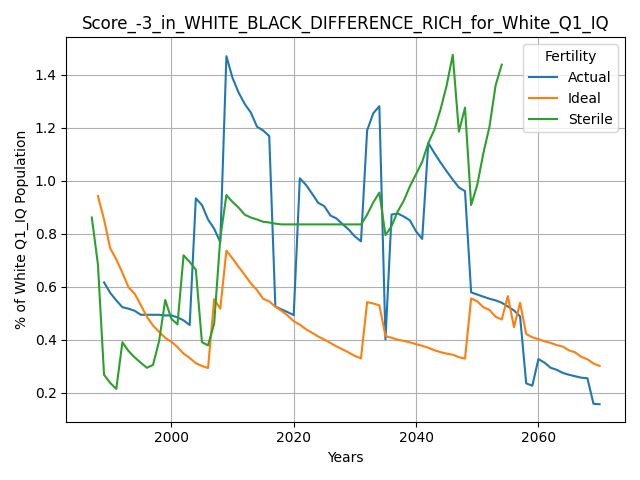 Score_-3_in_WHITE_BLACK_DIFFERENCE_RICH_for_White_Q1_IQ
Fertility
Actual
Ideal
Sterile
% of White Q1_IQ Population
1.4
1.2
1.0
0.8
0.6
0.4
0.2
2000
2020
2040
2060
Years